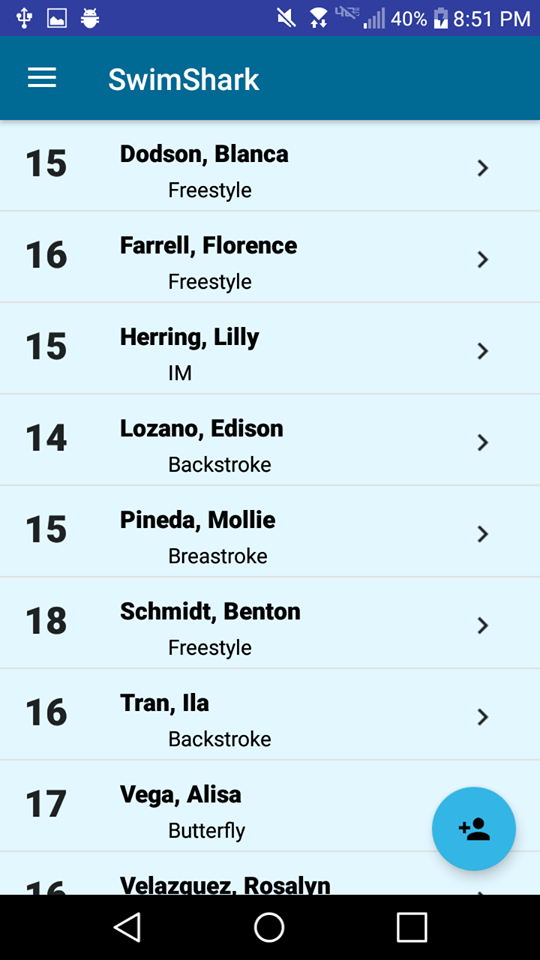 40% 8:51 PM
SwimShark
15 Dodson, Blanca
Freestyle
16 Farrell, Florence
Freestyle
15 Herring, Lilly
IM
14 Lozano, Edison
Backstroke
15 Pineda, Mollie
Breastroke
18 Schmidt, Benton
Freestyle
16 Tran, Ila
Backstroke
17 Vega, Alisa
Butterfly
16 Velazquez, Rosalyn